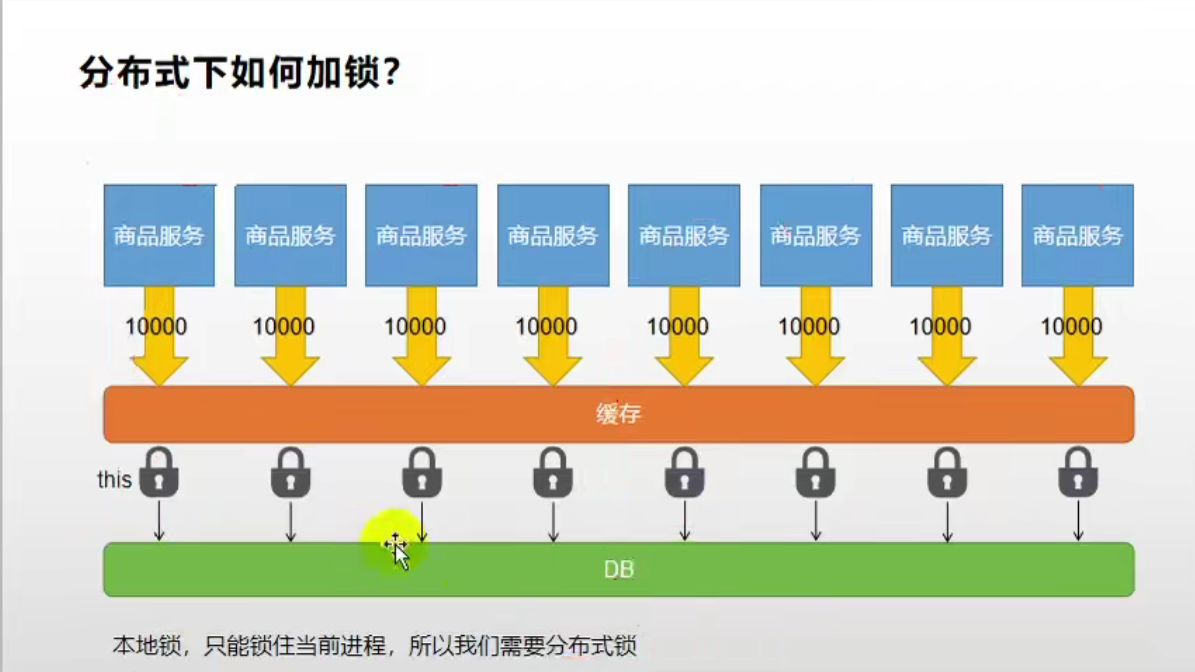 分布式下如何加锁？
商品服务 商品服务 商品服务 商品服务 商品服务 商品服务 商品服务 商品服务
10000 10000 10000 10000 10000 10000 10000 10000
缓存
this
DB
本地锁，只能锁住当前进程，所以我们需要分布式锁